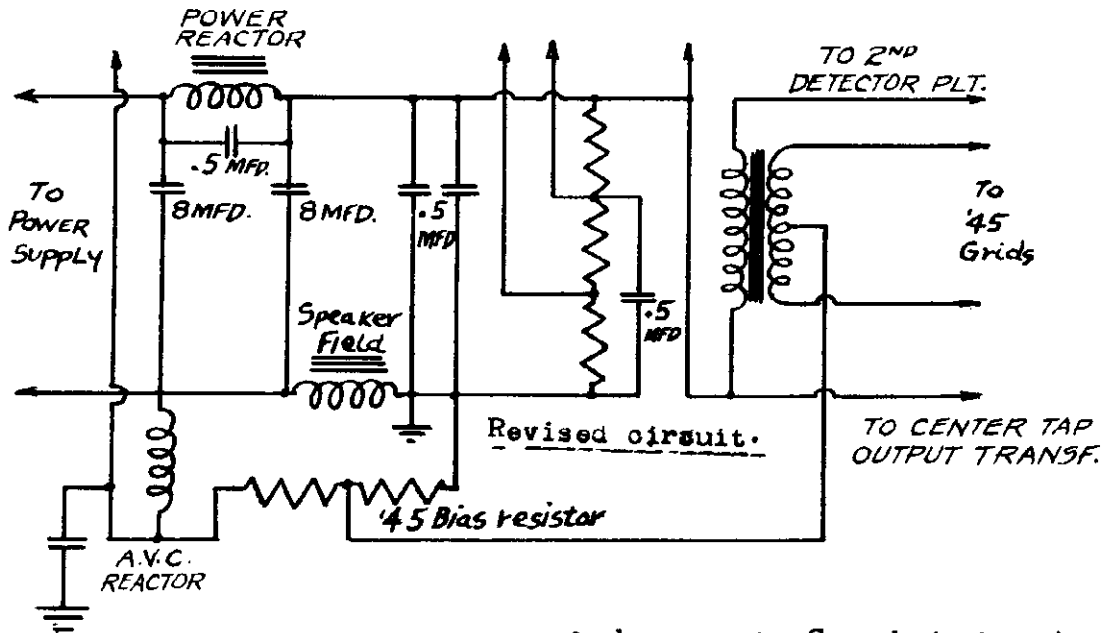 POWER
REACTOR
TO 2ND
DETECTOR PLT.
.5 MFD.
TO
POWER
SUPPLY
8MFD.
8MFD.
.5
MFD
TO
'45
Grids
Speaker
Field
.5
MFD
Revised cirsuit.
TO CENTER TAP
OUTPUT TRANSF.
'45 Bias resistor
A.V.C.
REACTOR